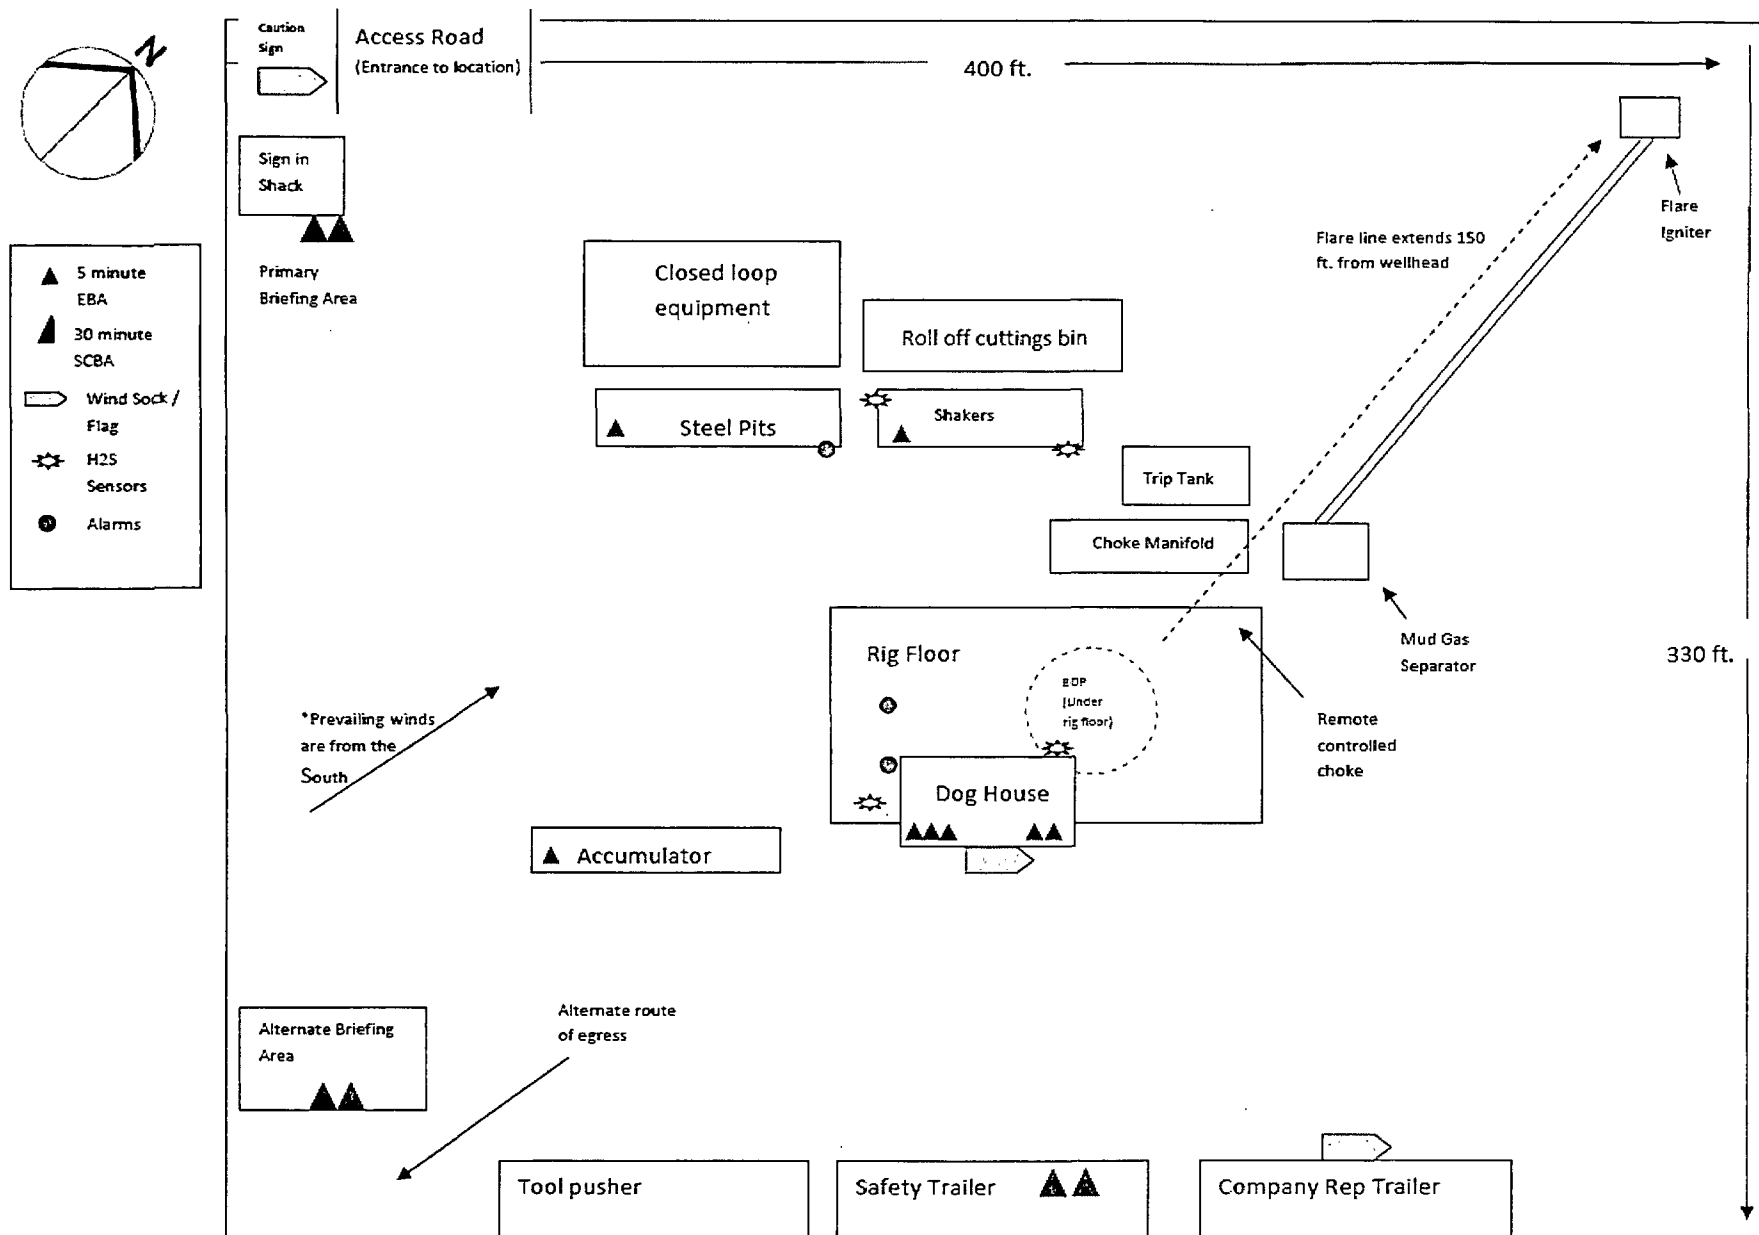 Caution
Sign
Access Road
(Entrance to location)
400 ft.
N
Sign in
Shack
Primary
Briefing Area
5 minute
EBA
30 minute
SCBA
Wind Sock /
Flag
H2S
Sensors
Alarms
Closed loop
equipment
Roll off cuttings bin
Steel Pits
Shakers
Trip Tank
Choke Manifold
Flare line extends 150
ft. from wellhead
Flare
Igniter
Mud Gas
Separator
330 ft.
Rig Floor
BOP
(Under
rig floor)
Remote
controlled
choke
*Prevailing winds
are from the
South
Dog House
Accumulator
Alternate Briefing
Area
Alternate route
of egress
Tool pusher
Safety Trailer
Company Rep Trailer